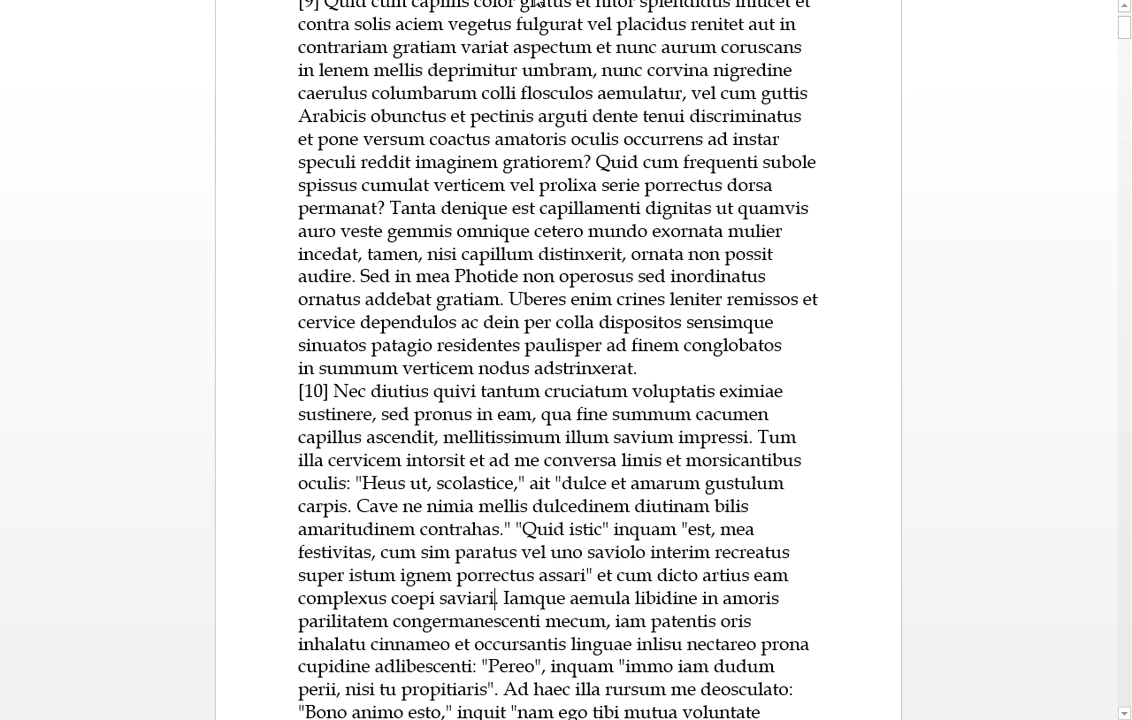 [9] Quid cum capillis color gratus et nitor splendidus inlucet et
contra solis aciem vegetus fulgurat vel placidus renitet aut in
contrariam gratiam variat aspectum et nunc aurum coruscans
in lenem mellis deprimitur umbram, nunc corvina nigredine
caerulus columbarum colli flosculos aemulatur, vel cum guttis
Arabicis obunctus et pectinis arguti dente tenui discriminatus
et pone versum coactus amatoris oculis occurrens ad instar
speculi reddit imaginem gratiorem? Quid cum frequenti subole
spissus cumulat verticem vel prolixa serie porrectus dorsa
permanat? Tanta denique est capillamenti dignitas ut quamvis
auro veste gemmis omnique cetero mundo exornata mulier
incedat, tamen, nisi capillum distinxerit, ornata non possit
audire. Sed in mea Photide non operosus sed inordinatus
ornatus addebat gratiam. Uberes enim crines leniter remissos et
cervice dependulos ac dein per colla dispositos sensimque
sinuatos patagio residentes paulisper ad finem conglobatos
in summum verticem nodus adstrinxerat.
[10] Nec diutius quivi tantum cruciatum voluptatis eximiae
sustinere, sed pronus in eam, qua fine summum cacumen
capillus ascendit, mellitissimum illum savium impressi. Tum
illa cervicem intorsit et ad me conversa limis et morsicantibus
oculis: "Heus ut, scolastice," ait "dulce et amarum gustulum
carpis. Cave ne nimia mellis dulcedinem diutinam bilis
amaritudinem contrahas." "Quid istic" inquam "est, mea
festivitas, cum sim paratus vel uno saviolo interim recreatus
super istum ignem porrectus assari" et cum dicto artius eam
complexus coepi saviari. Iamque aemula libidine in amoris
parilitatem congermanescenti mecum, iam patentis oris
inhalatu cinnameo et occursantis linguae inlisu nectareo prona
cupidine adlibescenti: "Pereo", inquam "immo iam dudum
perii, nisi tu propitiaris". Ad haec illa rursum me deosculato:
"Bono animo esto," inquit "nam ego tibi mutua voluntate